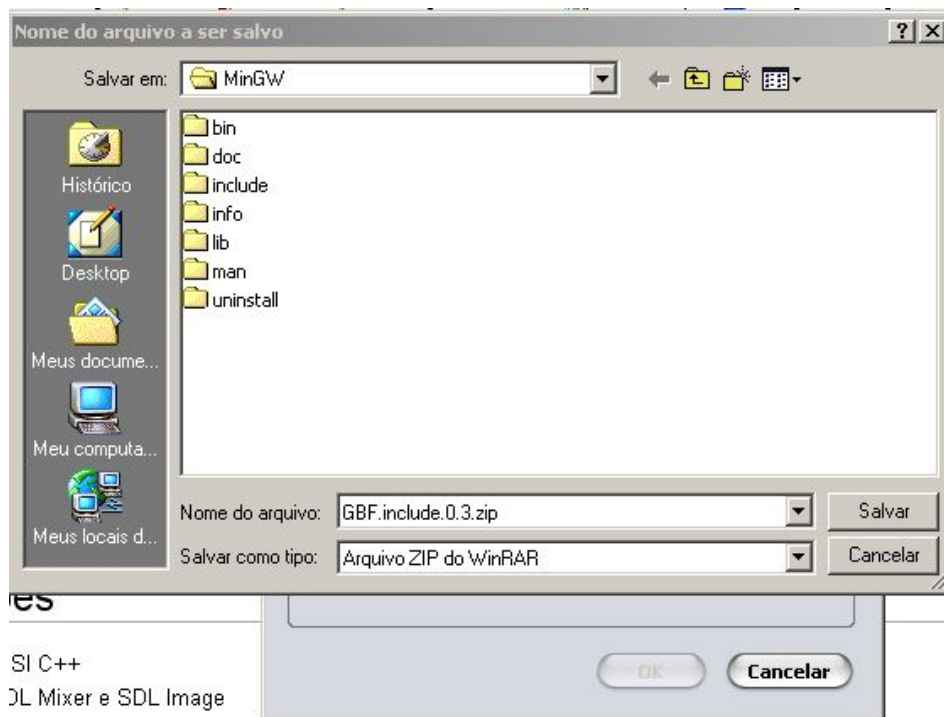 Nome do arquivo a ser salvo
Salvar em: MinGW
bin
doc
include
info
lib
man
uninstall
Histórico
Desktop
Meus docume...
Meu computa...
Meus locais d...
Nome do arquivo: GBF.include.0.3.zip Salvar
Salvar como tipo: Arquivo ZIP do WinRAR Cancelar
ões
SI C++
DL Mixer e SDL Image
OK Cancelar